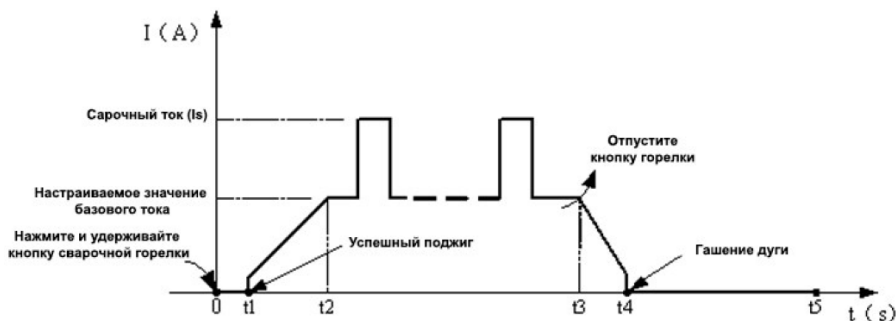 I (A)
Сарочный ток (Is)
Отпустите
кнопку горелки
Настраиваемое значение
базового тока
Нажмите и удерживайте
кнопку сварочной горелки
Успешный поджиг
Гашение дуги
0 t1 t2 t3 t4 t5
t (s)